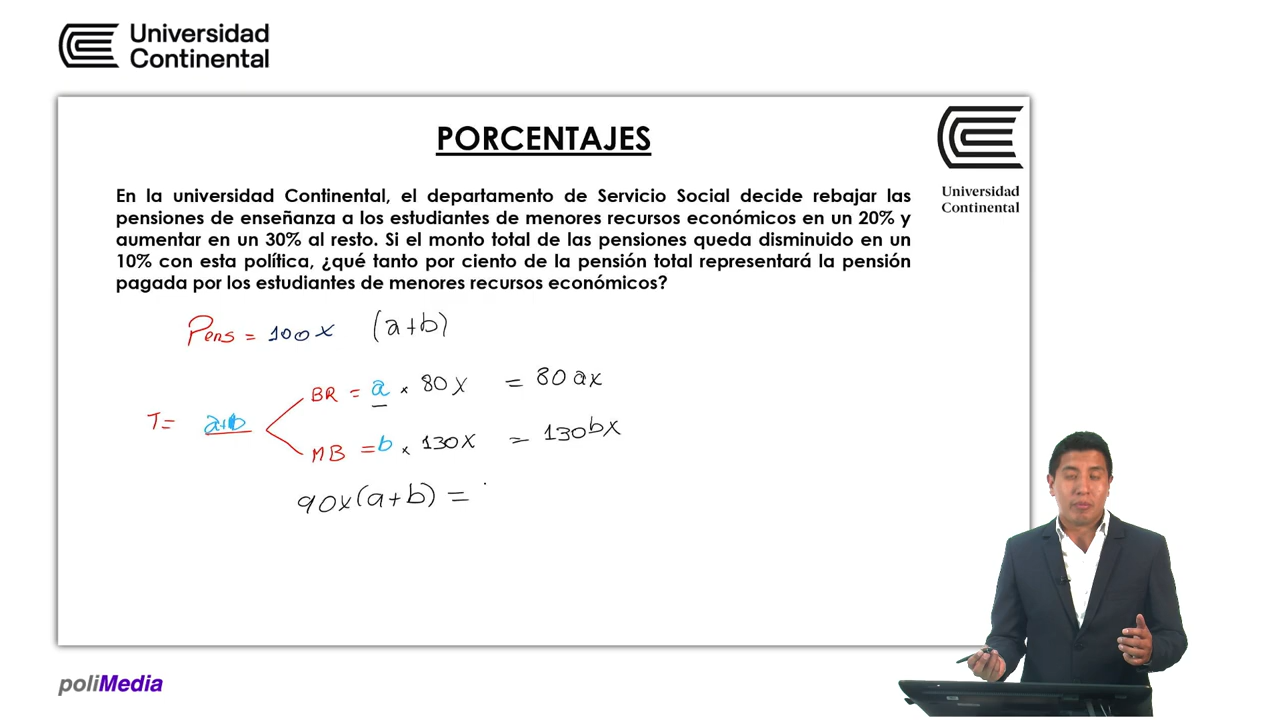 Universidad
Continental
PORCENTAJES
Universidad
Continental
En la universidad Continental, el departamento de Servicio Social decide rebajar las
pensiones de enseñanza a los estudiantes de menores recursos económicos en un 20% y
aumentar en un 30% al resto. Si el monto total de las pensiones queda disminuido en un
10% con esta política, ¿qué tanto por ciento de la pensión total representará la pensión
pagada por los estudiantes de menores recursos económicos?
Pens = 100x (a+b)
BR = a × 80x = 80ax
T = a+b
MB = b × 130x = 130bx
90x(a+b) =
poliMedia